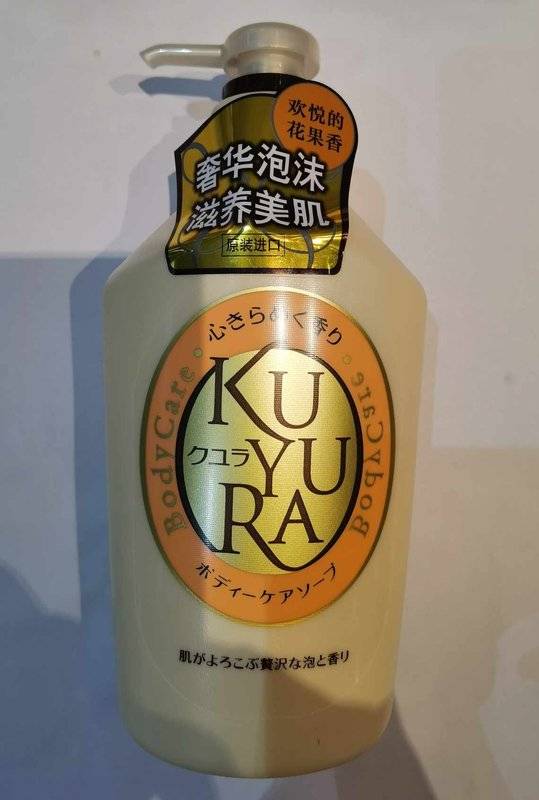 欢悦的
花果香
奢华泡沫
滋养美肌
原装进口
心きらめく香り
BodyCare
BodyCare
KU
クユラ
YU
RA
ボディーケアソープ
肌がよろこぶ贅沢な泡と香り